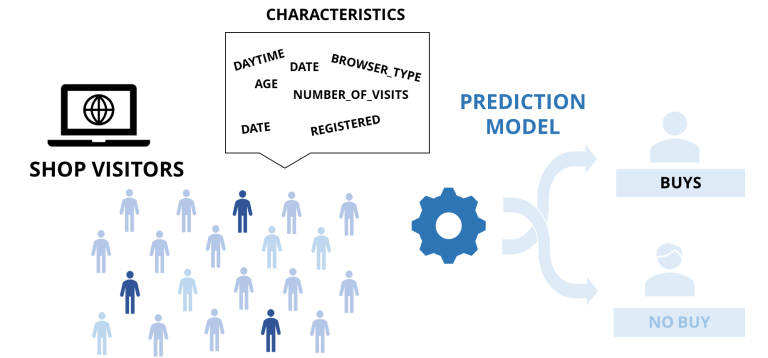 CHARACTERISTICS
DAYTIME
DATE
BROWSER_TYPE
AGE
NUMBER_OF_VISITS
DATE
REGISTERED
SHOP VISITORS
PREDICTION
MODEL
BUYS
NO BUY